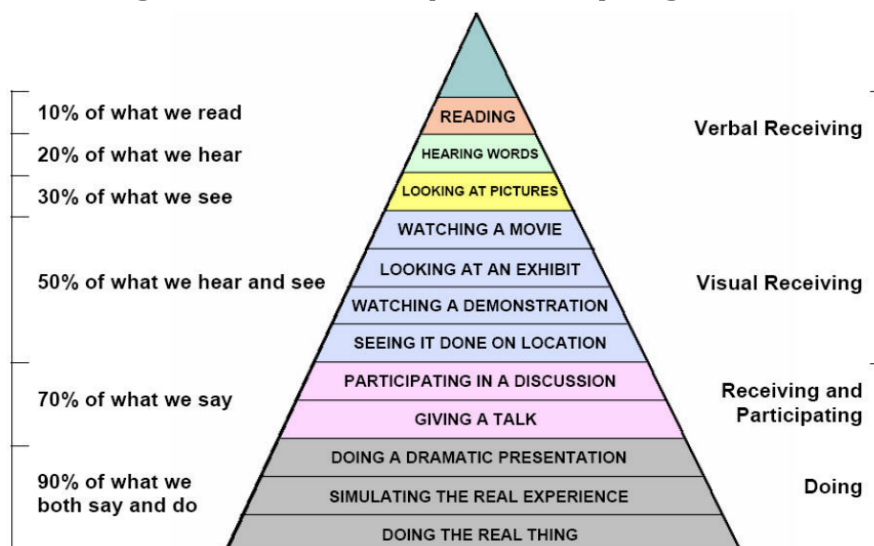 10% of what we read
READING
Verbal Receiving
20% of what we hear
HEARING WORDS
30% of what we see
LOOKING AT PICTURES
WATCHING A MOVIE
50% of what we hear and see
LOOKING AT AN EXHIBIT
Visual Receiving
WATCHING A DEMONSTRATION
SEEING IT DONE ON LOCATION
70% of what we say
PARTICIPATING IN A DISCUSSION
Receiving and
Participating
GIVING A TALK
90% of what we
both say and do
DOING A DRAMATIC PRESENTATION
SIMULATING THE REAL EXPERIENCE
Doing
DOING THE REAL THING